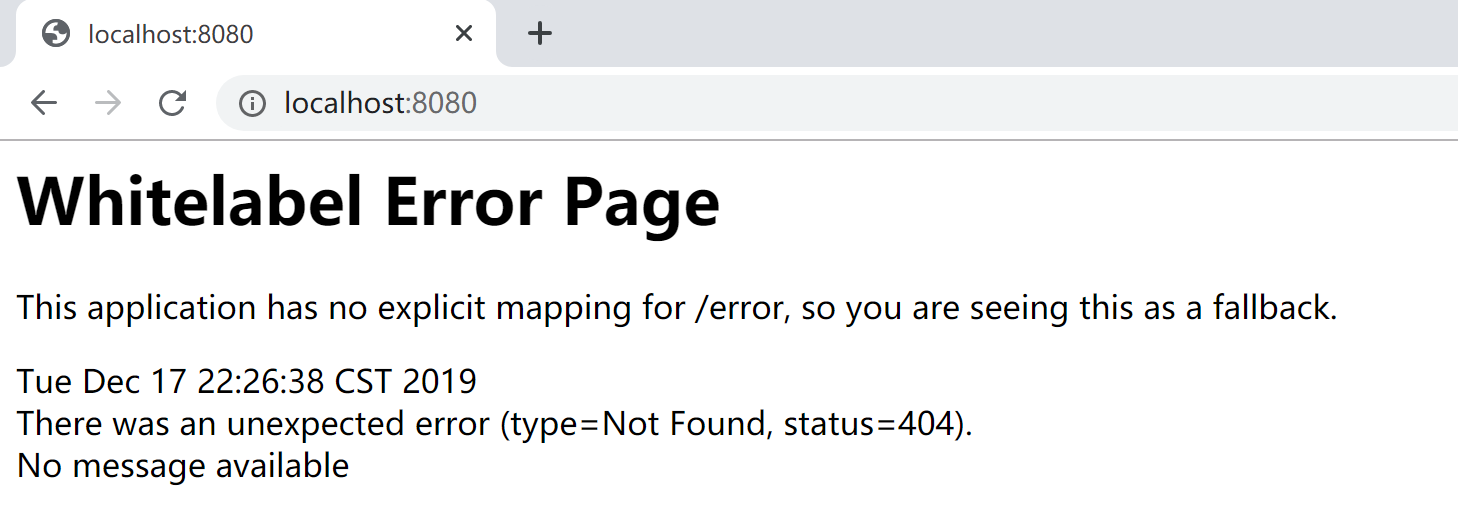 localhost:8080
localhost:8080
Whitelabel Error Page
This application has no explicit mapping for /error, so you are seeing this as a fallback.
Tue Dec 17 22:26:38 CST 2019
There was an unexpected error (type=Not Found, status=404).
No message available